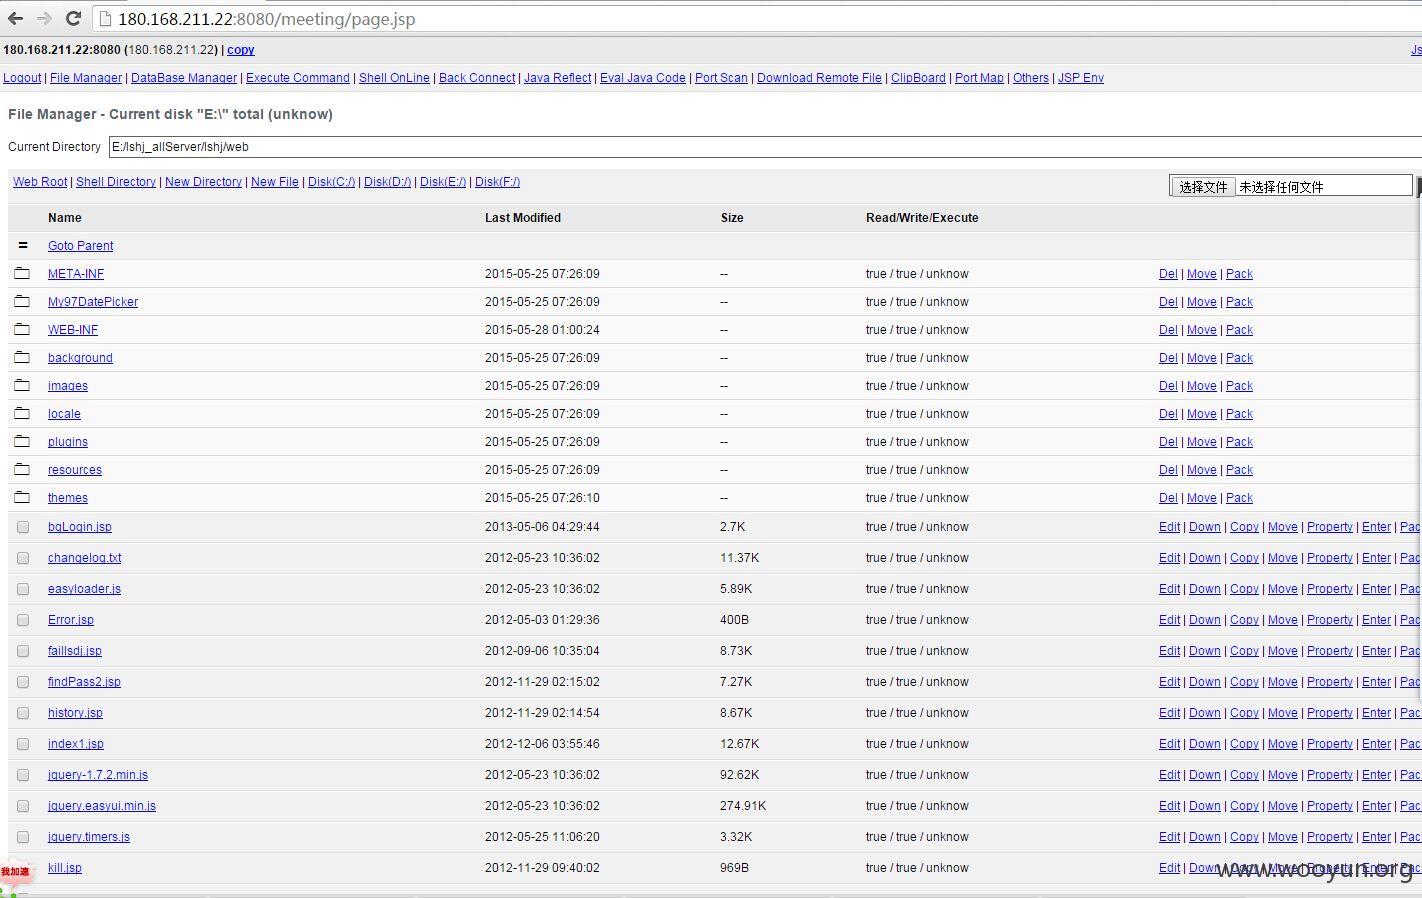 180.168.211.22:8080/meeting/page.jsp
180.168.211.22:8080 (180.168.211.22) | copy
Js
Logout | File Manager | DataBase Manager | Execute Command | Shell OnLine | Back Connect | Java Reflect | Eval Java Code | Port Scan | Download Remote File | ClipBoard | Port Map | Others | JSP Env
File Manager - Current disk "E:\" total (unknow)
Current Directory E:/lshj_allServer/lshj/web
Web Root | Shell Directory | New Directory | New File | Disk(C:/) | Disk(D:/) | Disk(E:/) | Disk(F:/) 选择文件 未选择任何文件
Name Last Modified Size Read/Write/Execute
= Goto Parent
META-INF 2015-05-25 07:26:09 -- true / true / unknow Del | Move | Pack
My97DatePicker 2015-05-25 07:26:09 -- true / true / unknow Del | Move | Pack
WEB-INF 2015-05-28 01:00:24 -- true / true / unknow Del | Move | Pack
background 2015-05-25 07:26:09 -- true / true / unknow Del | Move | Pack
images 2015-05-25 07:26:09 -- true / true / unknow Del | Move | Pack
locale 2015-05-25 07:26:09 -- true / true / unknow Del | Move | Pack
plugins 2015-05-25 07:26:09 -- true / true / unknow Del | Move | Pack
resources 2015-05-25 07:26:09 -- true / true / unknow Del | Move | Pack
themes 2015-05-25 07:26:10 -- true / true / unknow Del | Move | Pack
bgLogin.jsp 2013-05-06 04:29:44 2.7K true / true / unknow Edit | Down | Copy | Move | Property | Enter | Pac
changelog.txt 2012-05-23 10:36:02 11.37K true / true / unknow Edit | Down | Copy | Move | Property | Enter | Pac
easyloader.js 2012-05-23 10:36:02 5.89K true / true / unknow Edit | Down | Copy | Move | Property | Enter | Pac
Error.jsp 2012-05-03 01:29:36 400B true / true / unknow Edit | Down | Copy | Move | Property | Enter | Pac
faillsdj.jsp 2012-09-06 10:35:04 8.73K true / true / unknow Edit | Down | Copy | Move | Property | Enter | Pac
findPass2.jsp 2012-11-29 02:15:02 7.27K true / true / unknow Edit | Down | Copy | Move | Property | Enter | Pac
history.jsp 2012-11-29 02:14:54 8.67K true / true / unknow Edit | Down | Copy | Move | Property | Enter | Pac
index1.jsp 2012-12-06 03:55:46 12.67K true / true / unknow Edit | Down | Copy | Move | Property | Enter | Pac
jquery-1.7.2.min.js 2012-05-23 10:36:02 92.62K true / true / unknow Edit | Down | Copy | Move | Property | Enter | Pac
jquery.easyui.min.js 2012-05-23 10:36:02 274.91K true / true / unknow Edit | Down | Copy | Move | Property | Enter | Pac
jquery.timers.js 2012-05-25 11:06:20 3.32K true / true / unknow Edit | Down | Copy | Move | Property | Enter | Pac
kill.jsp 2012-11-29 09:40:02 969B true / true / unknow Edit | Down | Copy | Move | Property | Enter | Pac
我加速
www.wooyun.org